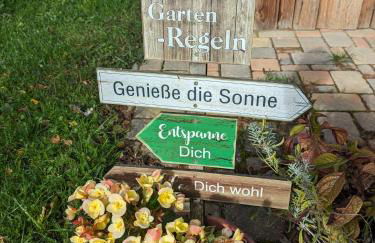 Garten
-Regeln
Genieße die Sonne
Entspanne
Dich
Dich wohl